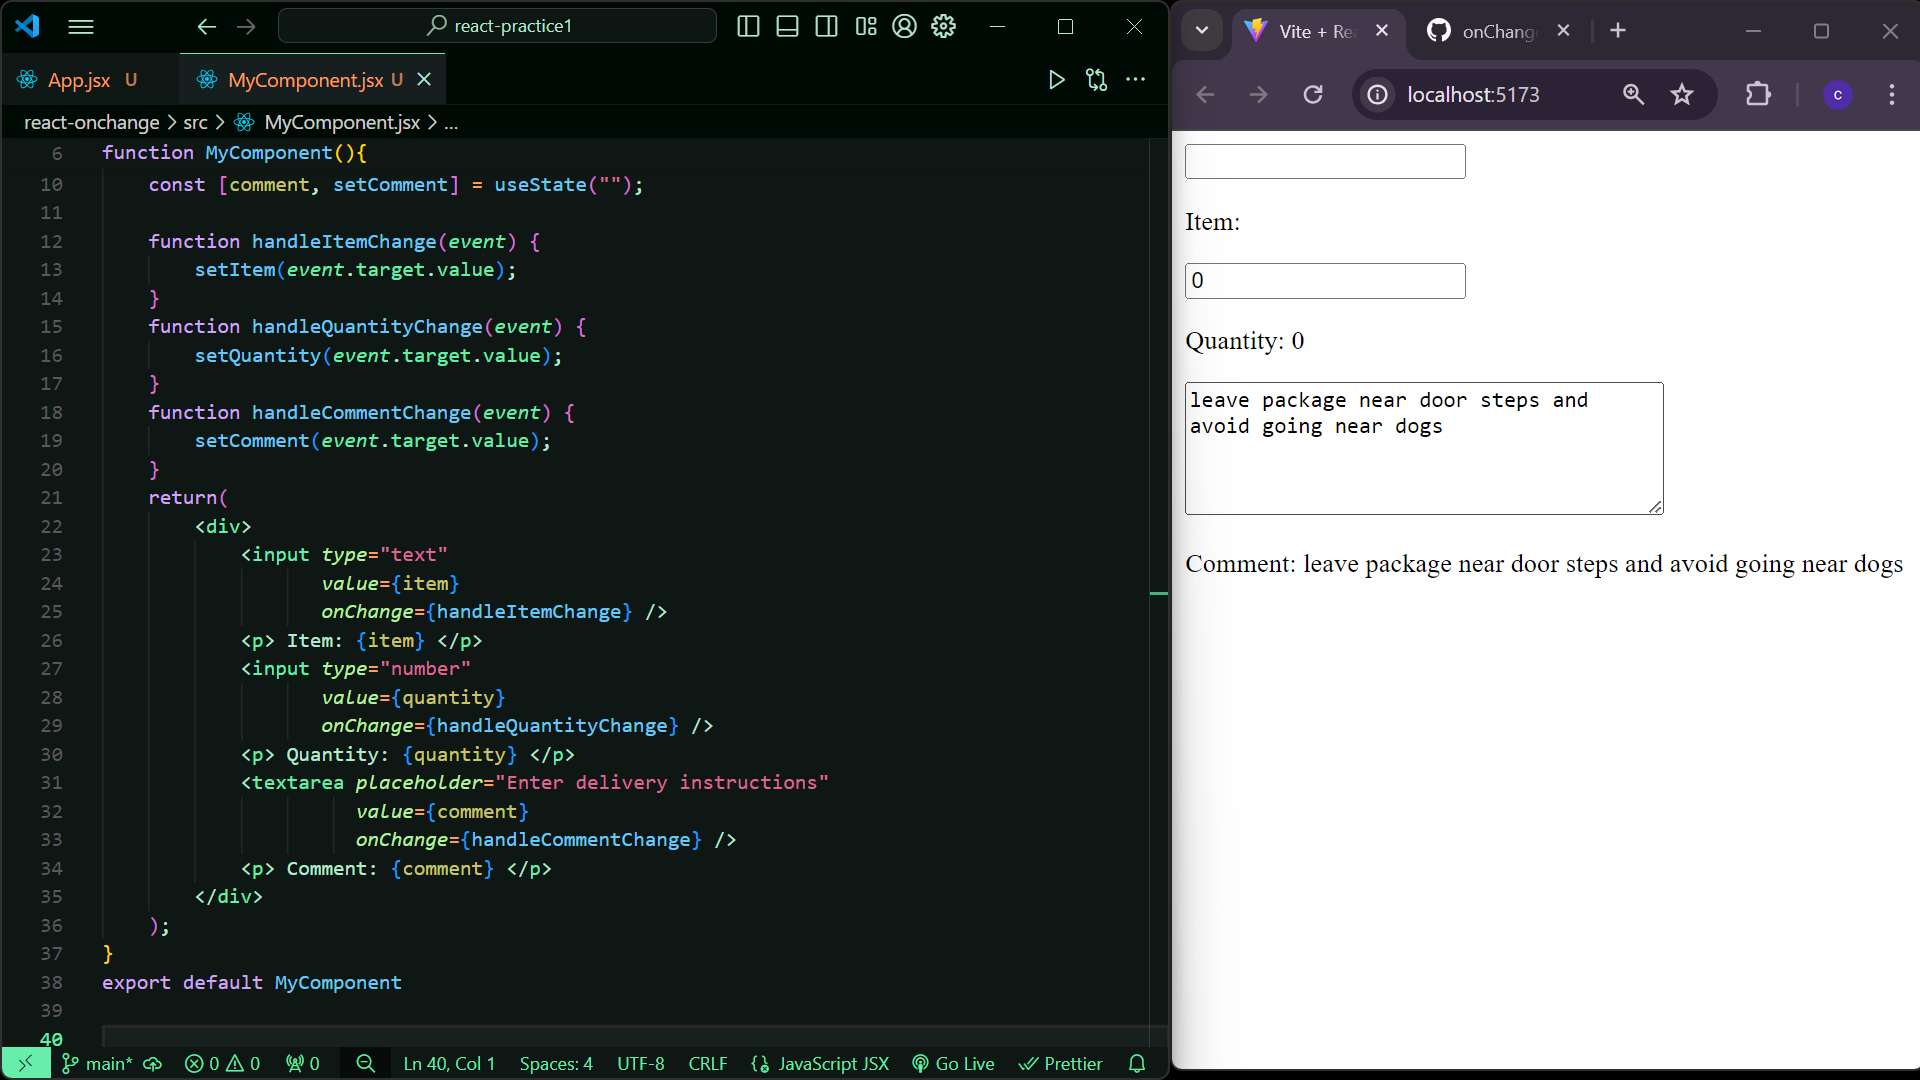 react-practice1
App.jsx U
MyComponent.jsx U
react-onchange > src > MyComponent.jsx > ...
6 function MyComponent(){
10 const [comment, setComment] = useState("");
11
12 function handleItemChange(event) {
13 setItem(event.target.value);
14 }
15 function handleQuantityChange(event) {
16 setQuantity(event.target.value);
17 }
18 function handleCommentChange(event) {
19 setComment(event.target.value);
20 }
21 return(
22 <div>
23 <input type="text"
24 value={item}
25 onChange={handleItemChange} />
26 <p> Item: {item} </p>
27 <input type="number"
28 value={quantity}
29 onChange={handleQuantityChange} />
30 <p> Quantity: {quantity} </p>
31 <textarea placeholder="Enter delivery instructions"
32 value={comment}
33 onChange={handleCommentChange} />
34 <p> Comment: {comment} </p>
35 </div>
36 );
37 }
38 export default MyComponent
39
40
main* 0 0 0 Ln 40, Col 1 Spaces: 4 UTF-8 CRLF JavaScript JSX Go Live Prettier
Vite + Re
onChang
localhost:5173
c
Item:
0
Quantity: 0
leave package near door steps and
avoid going near dogs
Comment: leave package near door steps and avoid going near dogs